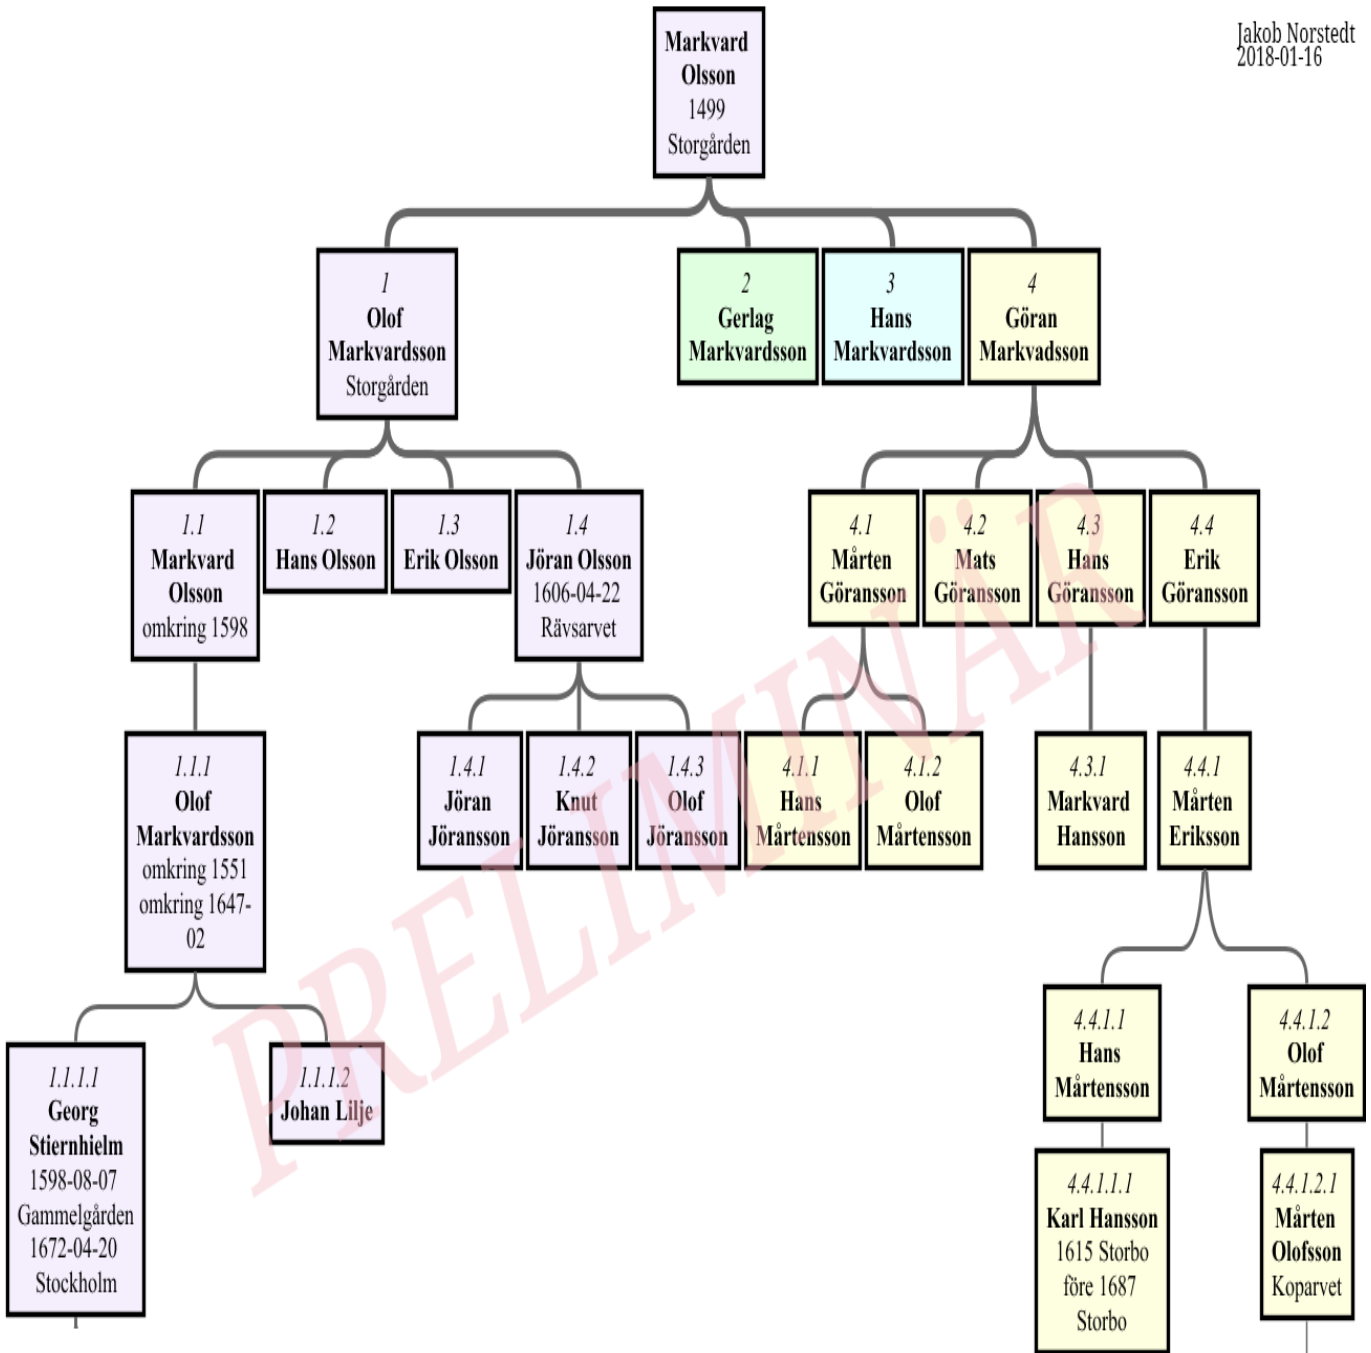 Jakob Norstedt
2018-01-16
Markvard
Olsson
1499
Storgården
1
Olof
Markvardsson
Storgården
2
Gerlag
Markvardsson
3
Hans
Markvardsson
4
Göran
Markvadsson
1.1
Markvard
Olsson
omkring 1598
1.2
Hans Olsson
1.3
Erik Olsson
1.4
Jöran Olsson
1606-04-22
Rävsarvet
4.1
Mårten
Göransson
4.2
Mats
Göransson
4.3
Hans
Göransson
4.4
Erik
Göransson
1.1.1
Olof
Markvardsson
omkring 1551
omkring 1647-
02
1.4.1
Jöran
Jöransson
1.4.2
Knut
Jöransson
1.4.3
Olof
Jöransson
4.1.1
Hans
Mårtensson
4.1.2
Olof
Mårtensson
4.3.1
Markvard
Hansson
4.4.1
Mårten
Eriksson
1.1.1.1
Georg
Stiernhielm
1598-08-07
Gammelgården
1672-04-20
Stockholm
1.1.1.2
Johan Lilje
4.4.1.1
Hans
Mårtensson
4.4.1.2
Olof
Mårtensson
4.4.1.1.1
Karl Hansson
1615 Storbo
före 1687
Storbo
4.4.1.2.1
Mårten
Olofsson
Koparvet
PRELIMINÄR